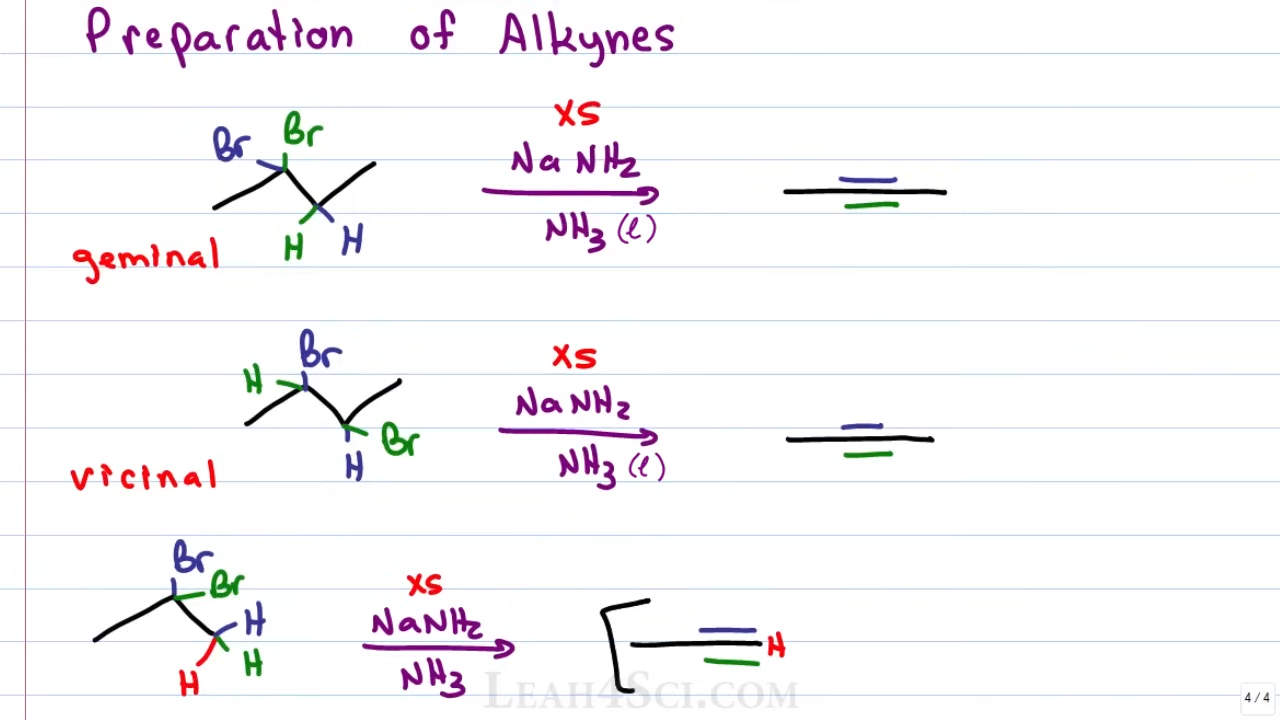 Preparation of Alkynes
Br Br
xs
NaNH2
NH3 (l)
H H
geminal
Br
H
xs
NaNH2
NH3 (l)
Br
H
vicinal
Br
Br
H
H
H
xs
NaNH2
NH3
H
LEAH4SCI.COM
4 / 4